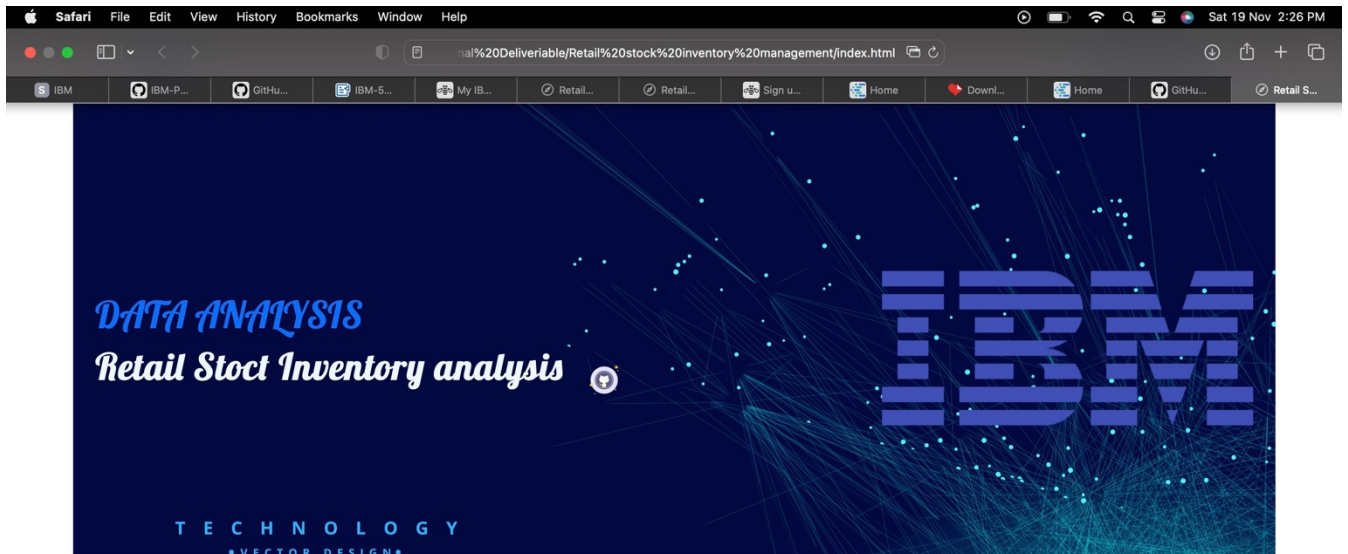 Safari File Edit View History Bookmarks Window Help Sat 19 Nov 2:26 PM
nal%20Deliveriable/Retail%20stock%20inventory%20management/index.html
S IBM IBM-P... GitHu... IBM-5... My IB... Retail... Retail... Sign u... Home Downl... Home GitHu... Retail S...
DATA ANALYSIS
Retail Stoct Inventory analysis
IBM
TECHNOLOGY
•VECTOR DESIGN•